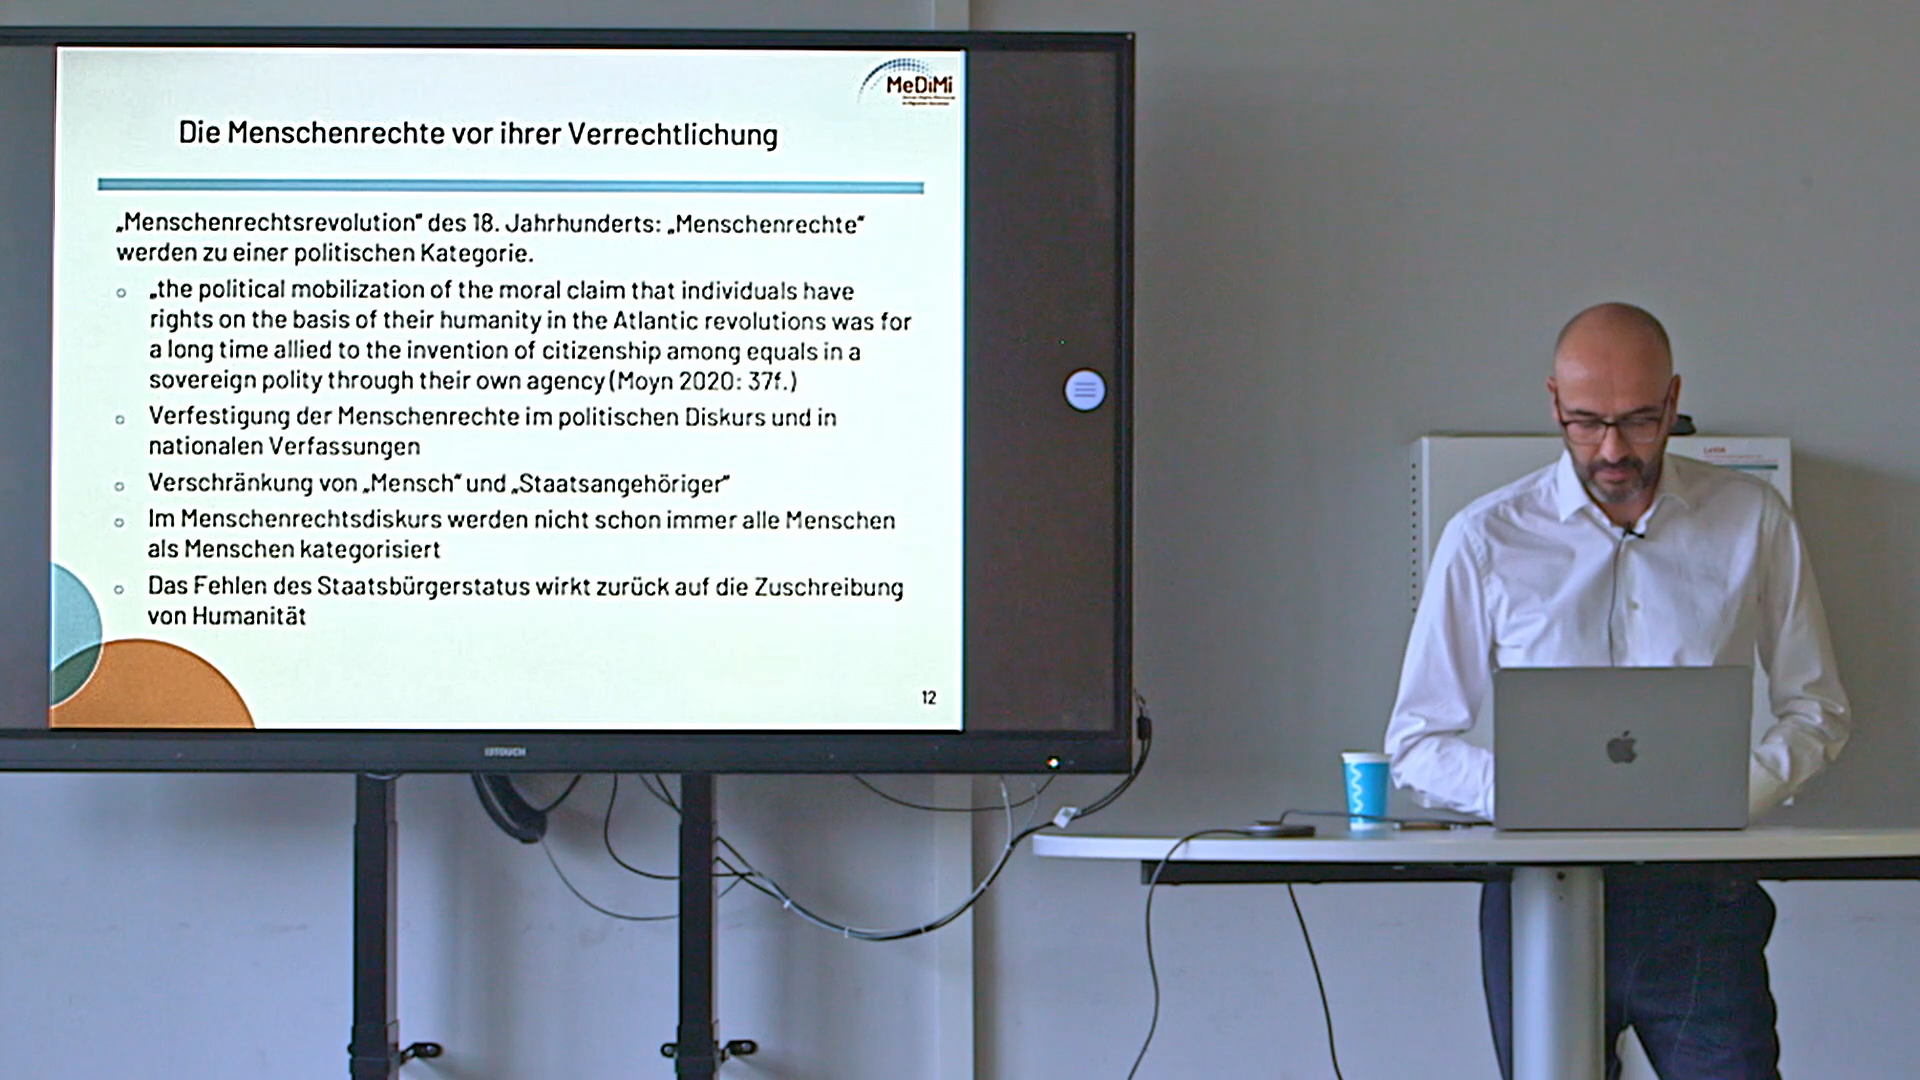 MeDiMi
Die Menschenrechte vor ihrer Verrechtlichung
„Menschenrechtsrevolution“ des 18. Jahrhunderts: „Menschenrechte“
werden zu einer politischen Kategorie.
„the political mobilization of the moral claim that individuals have
rights on the basis of their humanity in the Atlantic revolutions was for
a long time allied to the invention of citizenship among equals in a
sovereign polity through their own agency (Moyn 2020: 37f.)
Verfestigung der Menschenrechte im politischen Diskurs und in
nationalen Verfassungen
Verschränkung von „Mensch“ und „Staatsangehöriger“
Im Menschenrechtsdiskurs werden nicht schon immer alle Menschen
als Menschen kategorisiert
Das Fehlen des Staatsbürgerstatus wirkt zurück auf die Zuschreibung
von Humanität
12